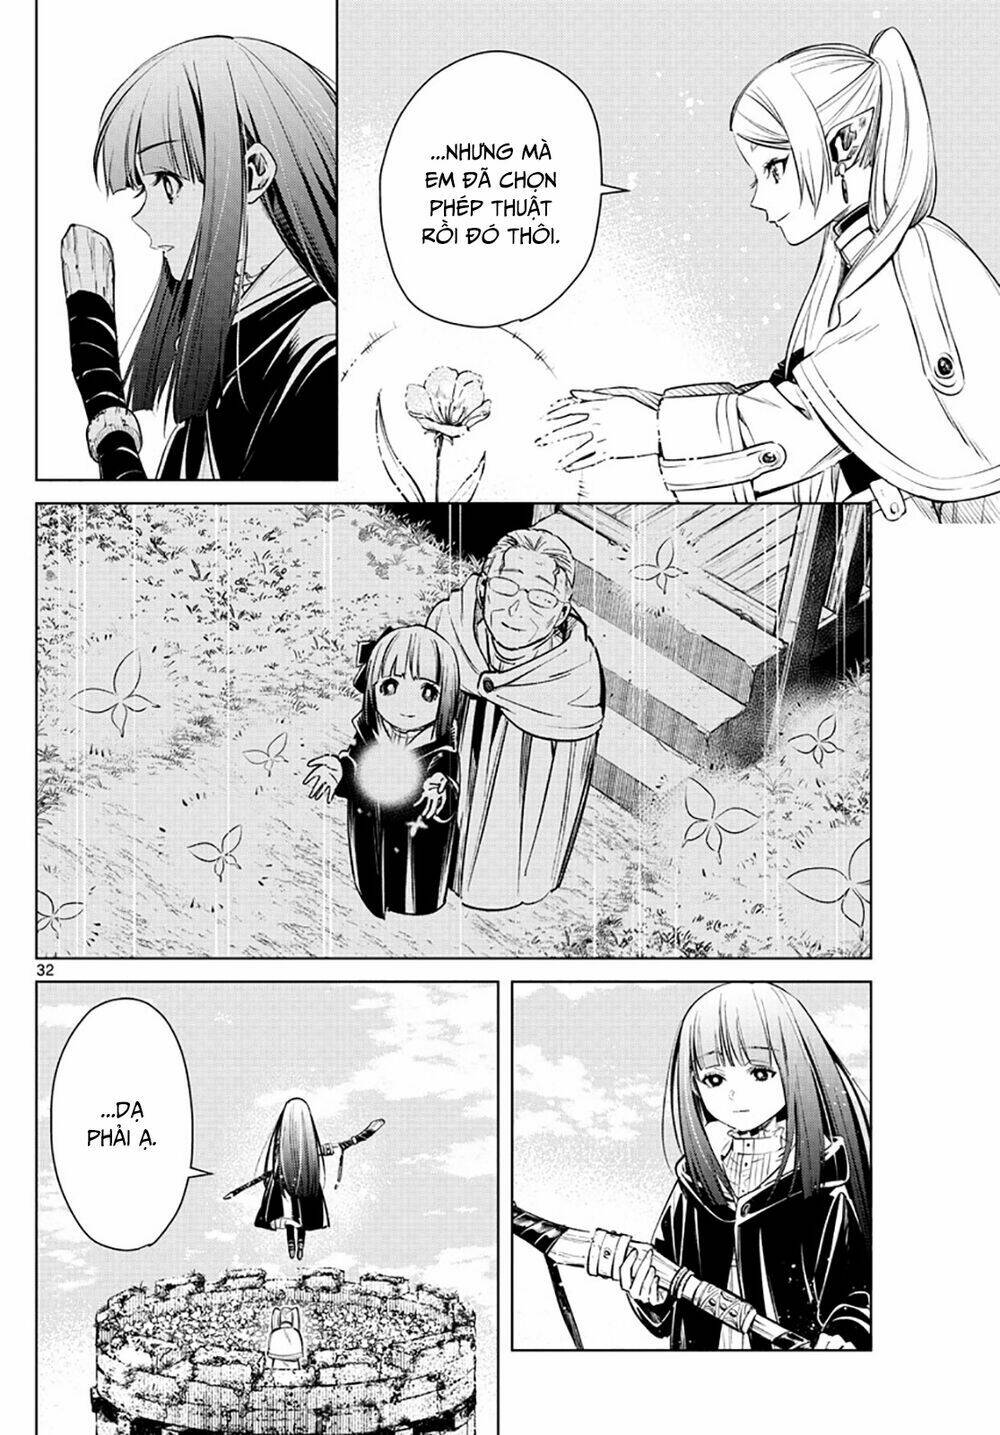 ...NHƯNG MÀ
EM ĐÃ CHỌN
PHÉP THUẬT
RỒI ĐÓ THÔI.
32
...DẠ
PHẢI Ạ.